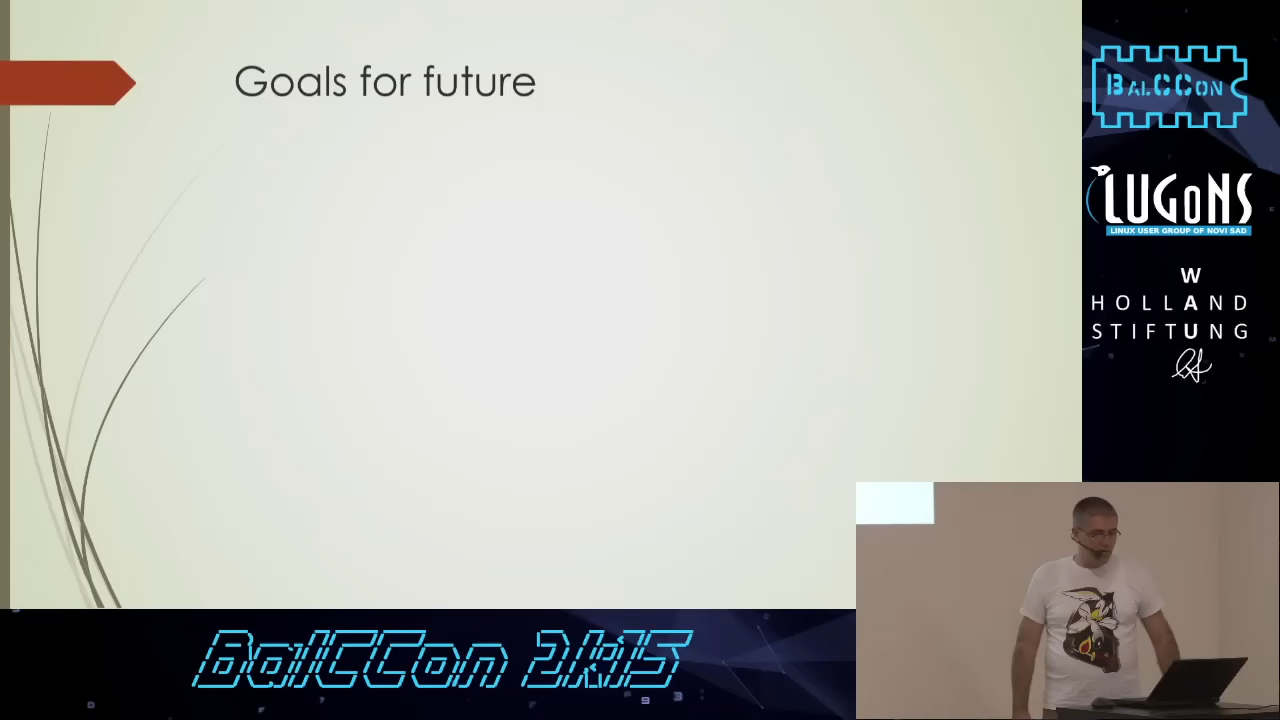 Goals for future
BALCCON
LUGoNS
LINUX USER GROUP OF NOVI SAD
W
HOLLAND
STIFTUNG
BalCCon 2k15